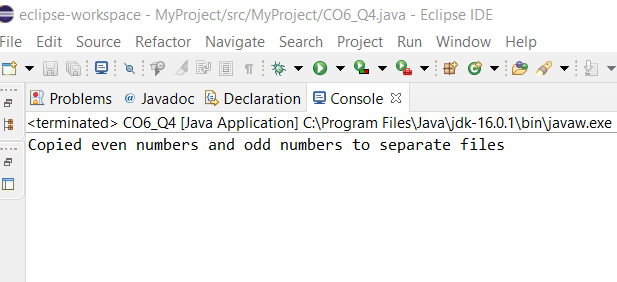 eclipse-workspace - MyProject/src/MyProject/CO6_Q4.java - Eclipse IDE
File Edit Source Refactor Navigate Search Project Run Window Help
Problems @ Javadoc Declaration Console
<terminated> CO6_Q4 [Java Application] C:\Program Files\Java\jdk-16.0.1\bin\javaw.exe
Copied even numbers and odd numbers to separate files